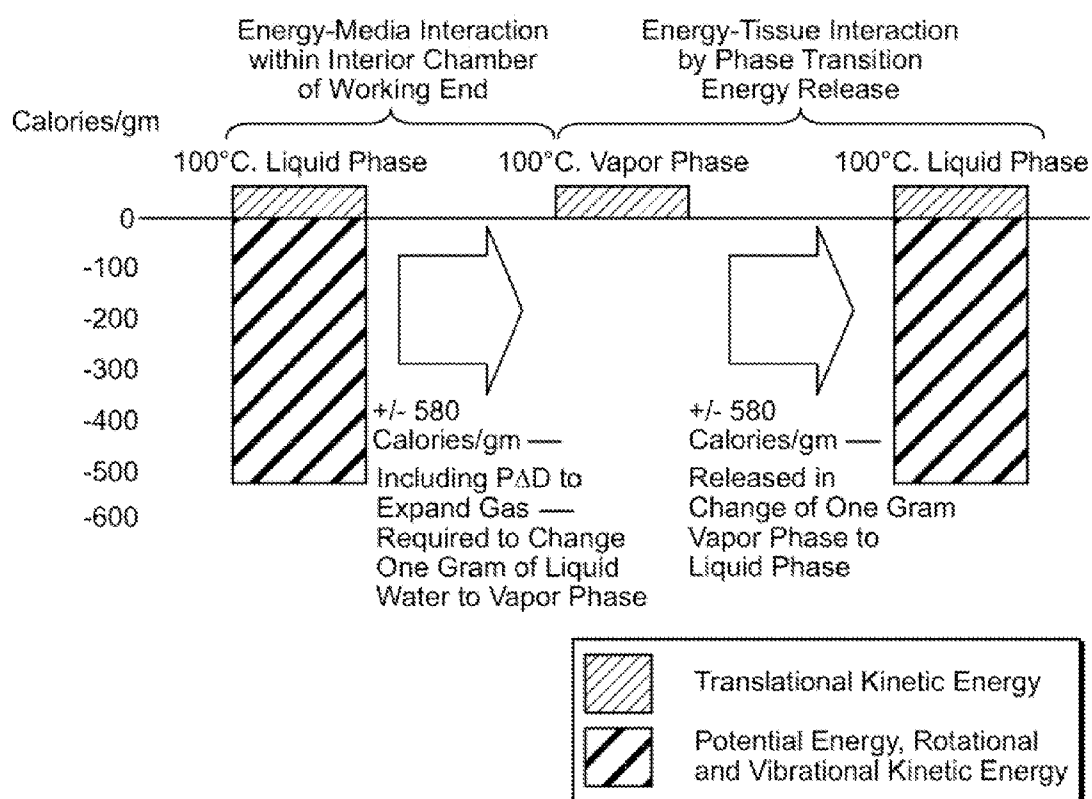 Energy-Media Interaction
within Interior Chamber
of Working End
Energy-Tissue Interaction
by Phase Transition
Energy Release
Calories/gm
100°C. Liquid Phase
100°C. Vapor Phase
100°C. Liquid Phase
0
-100
-200
-300
-400
-500
-600
+/- 580
Calories/gm —
Including PΔD to
Expand Gas —
Required to Change
One Gram of Liquid
Water to Vapor Phase
+/- 580
Calories/gm —
Released in
Change of One Gram
Vapor Phase to
Liquid Phase
Translational Kinetic Energy
Potential Energy, Rotational
and Vibrational Kinetic Energy